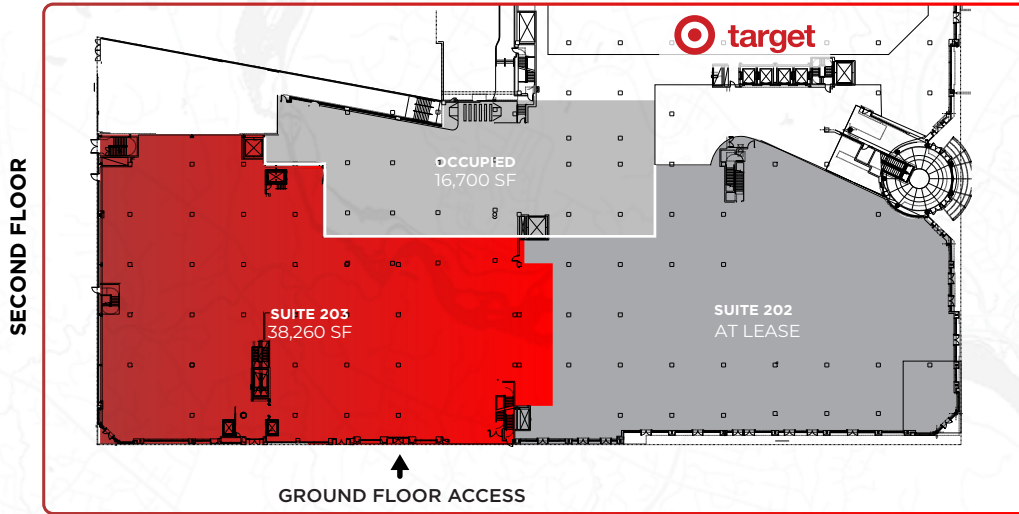 target
SECOND FLOOR
OCCUPIED
16,700 SF
SUITE 203
38,260 SF
SUITE 202
AT LEASE
GROUND FLOOR ACCESS